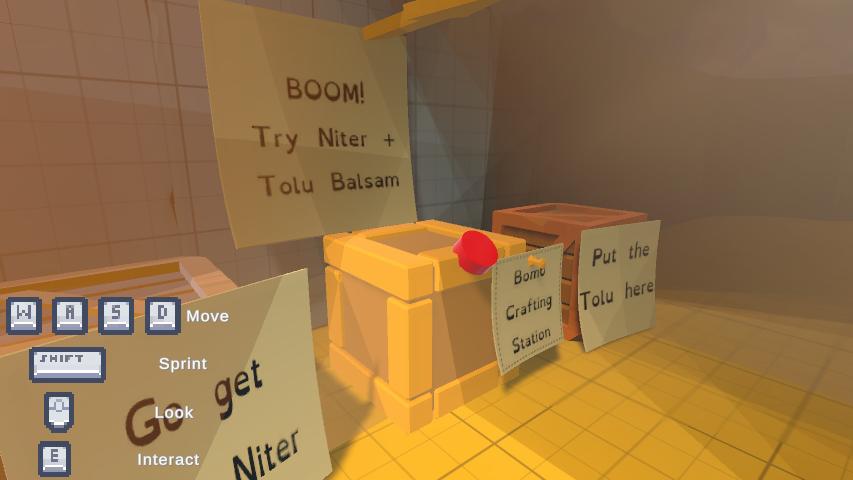 BOOM!
Try Niter +
Tolu Balsam
Bomb
Crafting
Station
Put the
Tolu here
W A S D Move
SHIFT Sprint
Look
E Interact
Go get
Niter